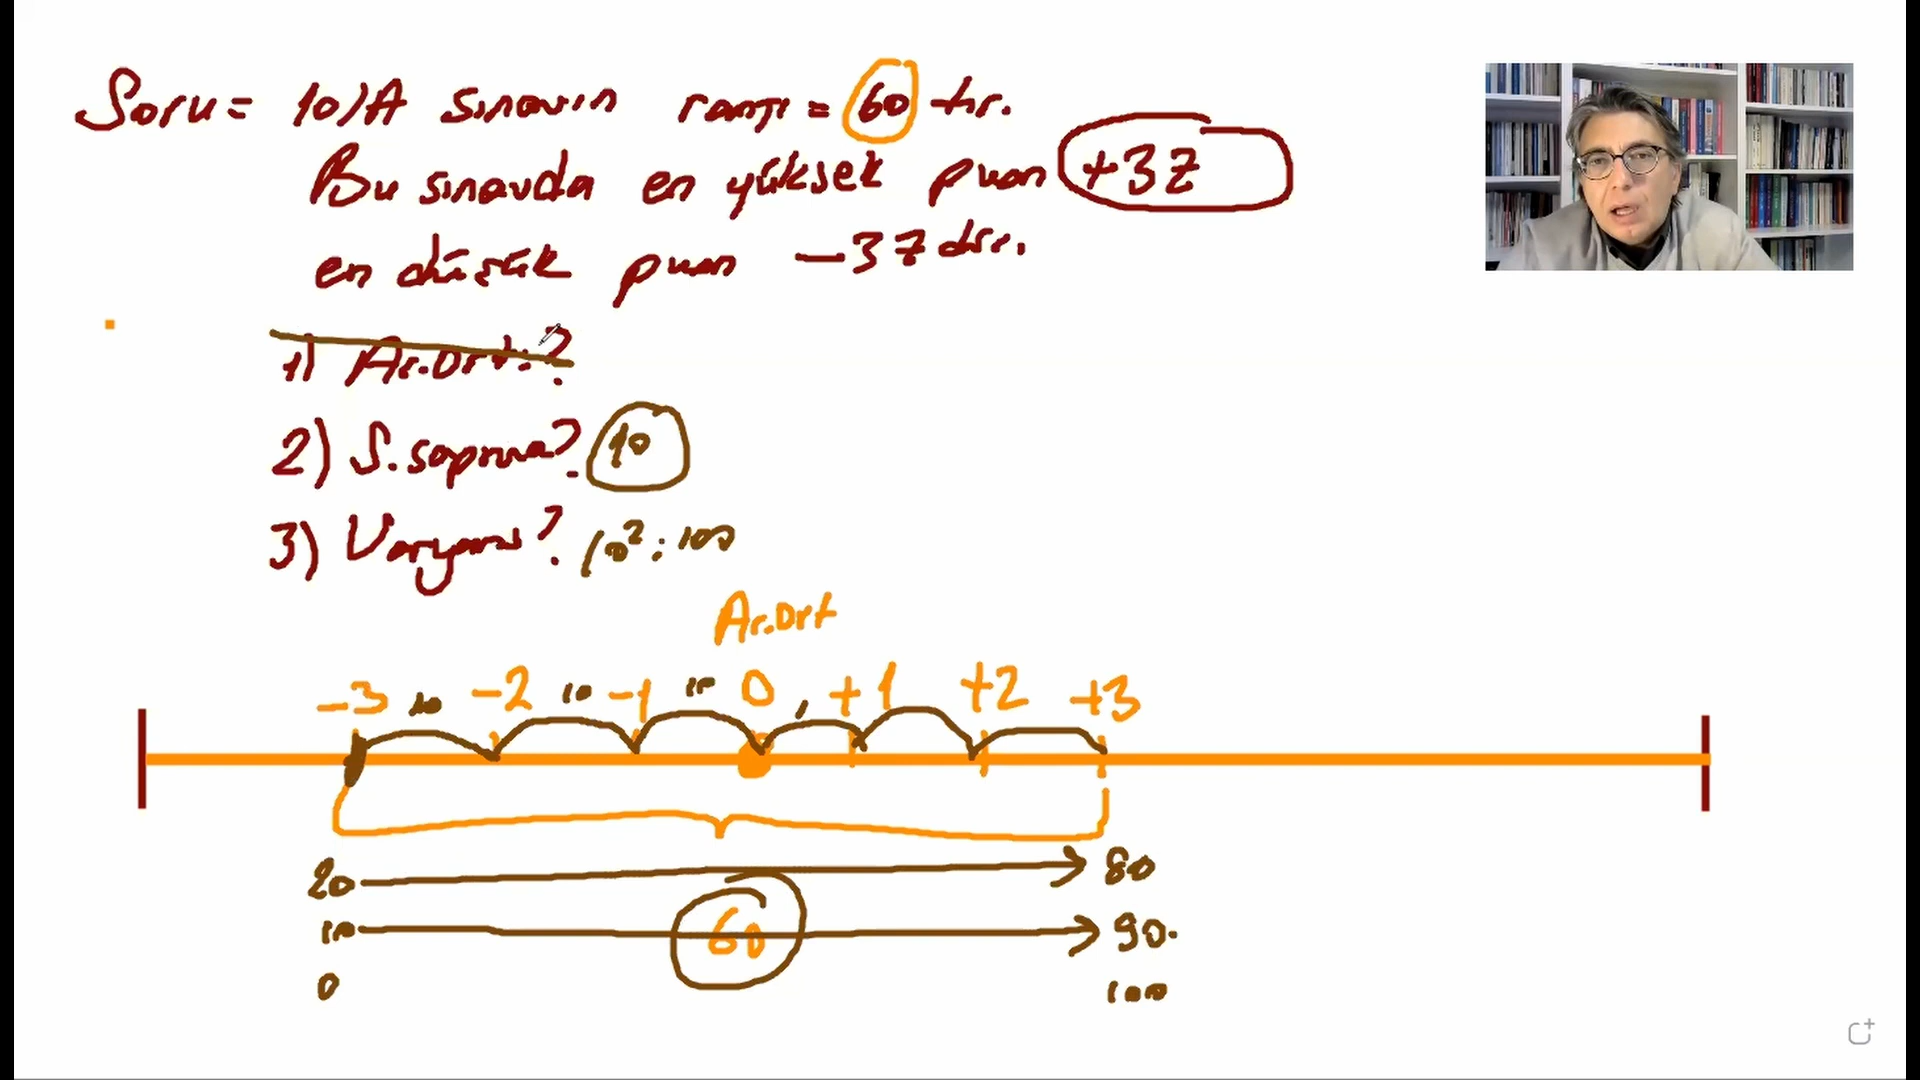 Soru = 10/A sınavın ranjı = 60 tır.
Bu sınavda en yüksek puan +3Z
en düşük puan -3Z dır.
1) Ar.Ort.?
2) S.sapma? 10
3) Varyans? 10²: 100
Ar.Ort
-3 10 -2 10 -1 10 0 +1 +2 +3
20 80
10 60 90.
0 100